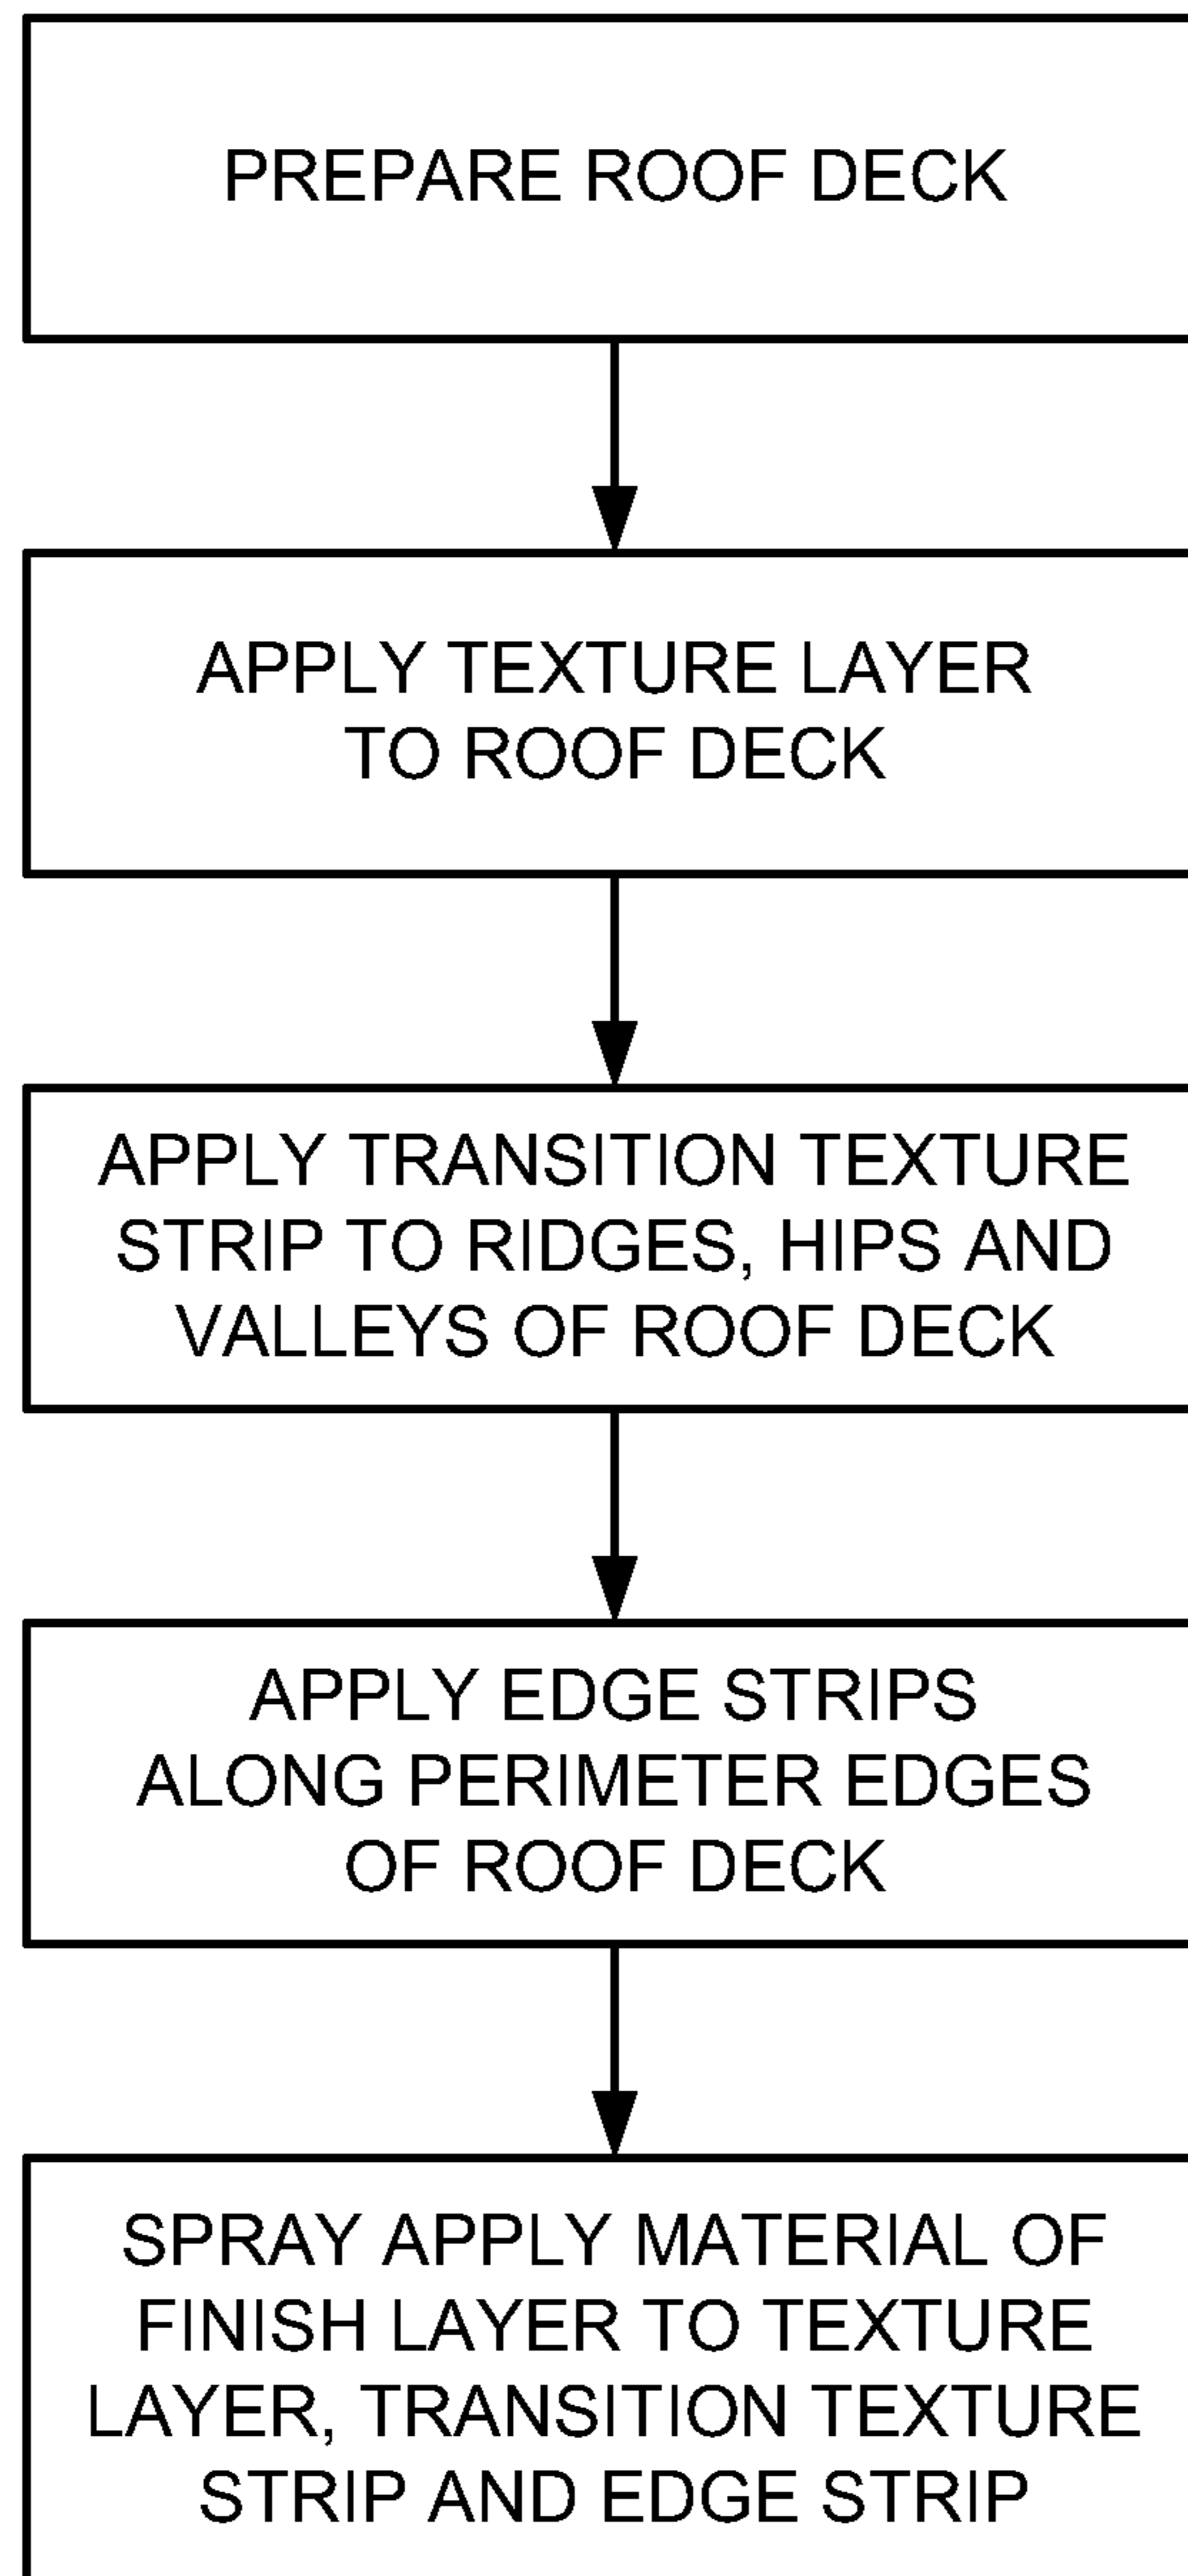 PREPARE ROOF DECK
APPLY TEXTURE LAYER
TO ROOF DECK
APPLY TRANSITION TEXTURE
STRIP TO RIDGES, HIPS AND
VALLEYS OF ROOF DECK
APPLY EDGE STRIPS
ALONG PERIMETER EDGES
OF ROOF DECK
SPRAY APPLY MATERIAL OF
FINISH LAYER TO TEXTURE
LAYER, TRANSITION TEXTURE
STRIP AND EDGE STRIP